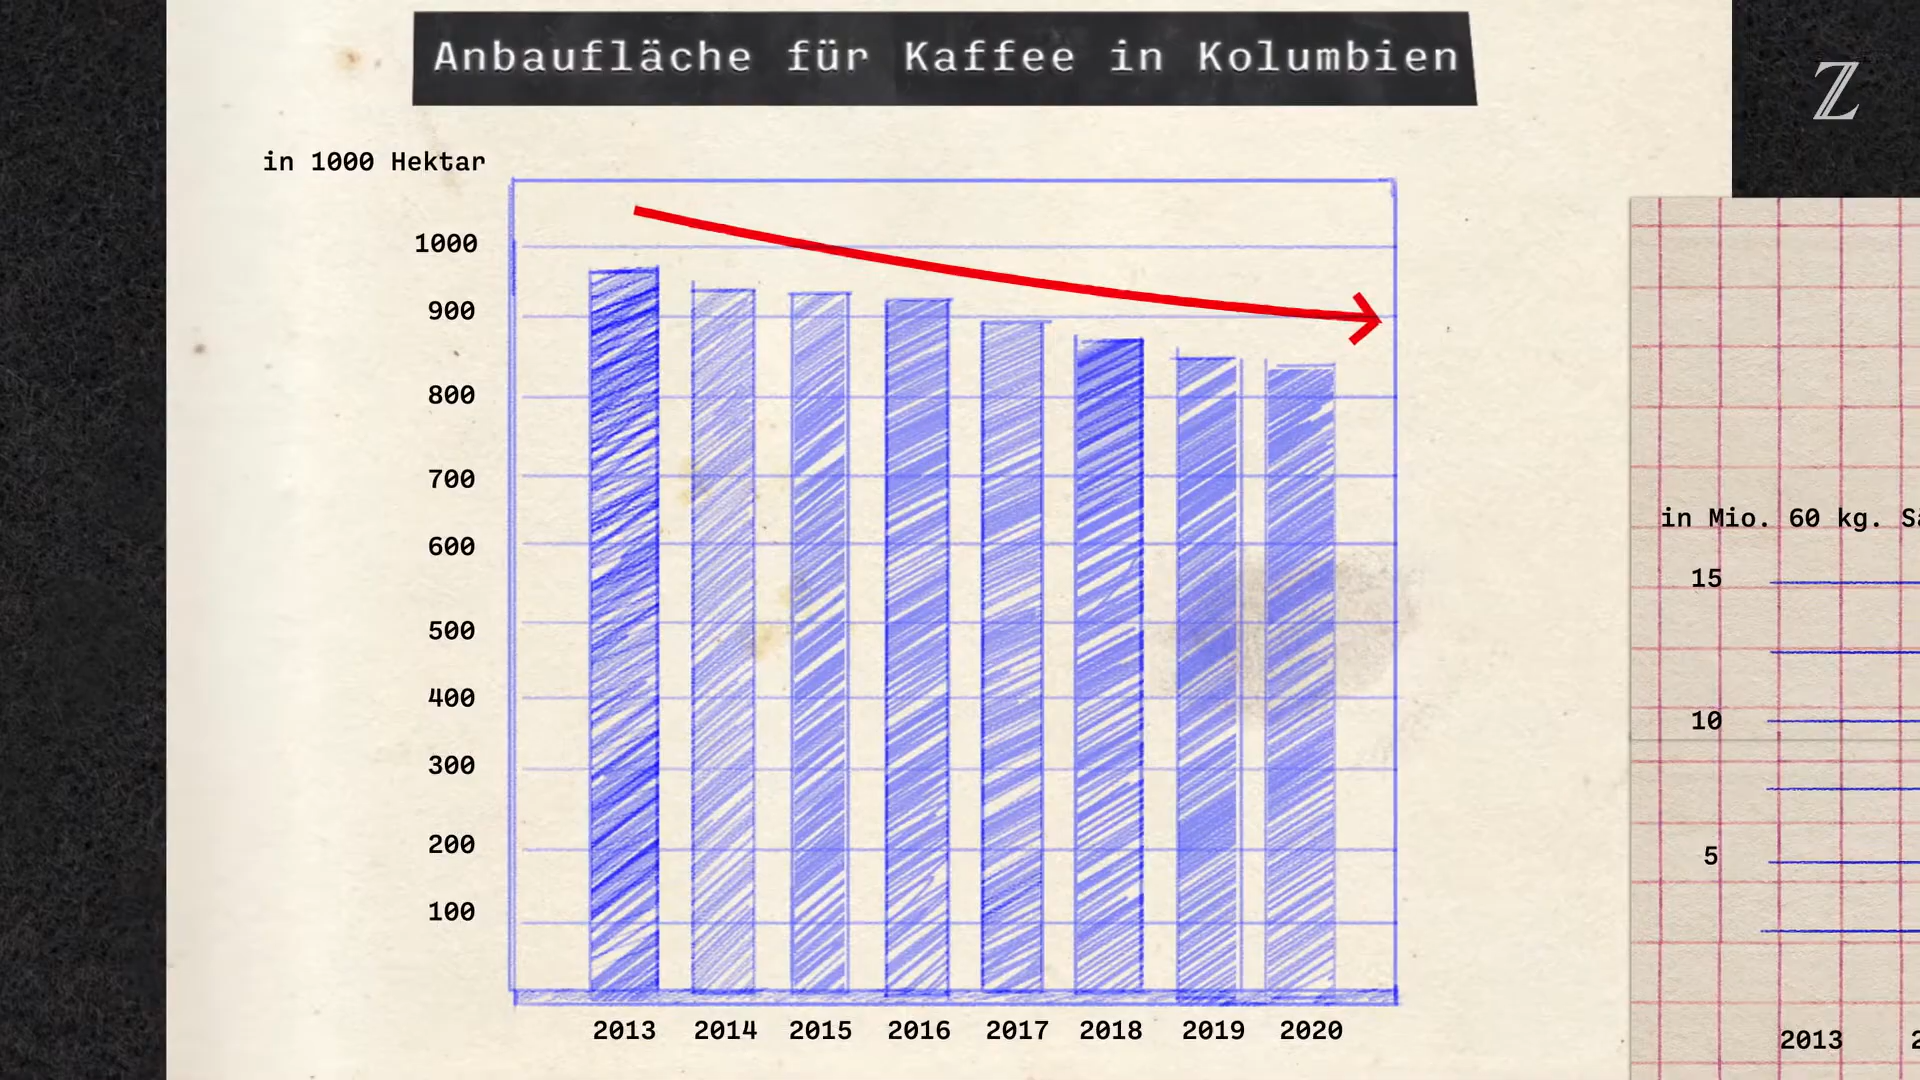 Anbaufläche für Kaffee in Kolumbien
Z
in 1000 Hektar
1000
900
800
700
600
500
400
300
200
100
2013 2014 2015 2016 2017 2018 2019 2020
in Mio. 60 kg.
15
10
5
2013